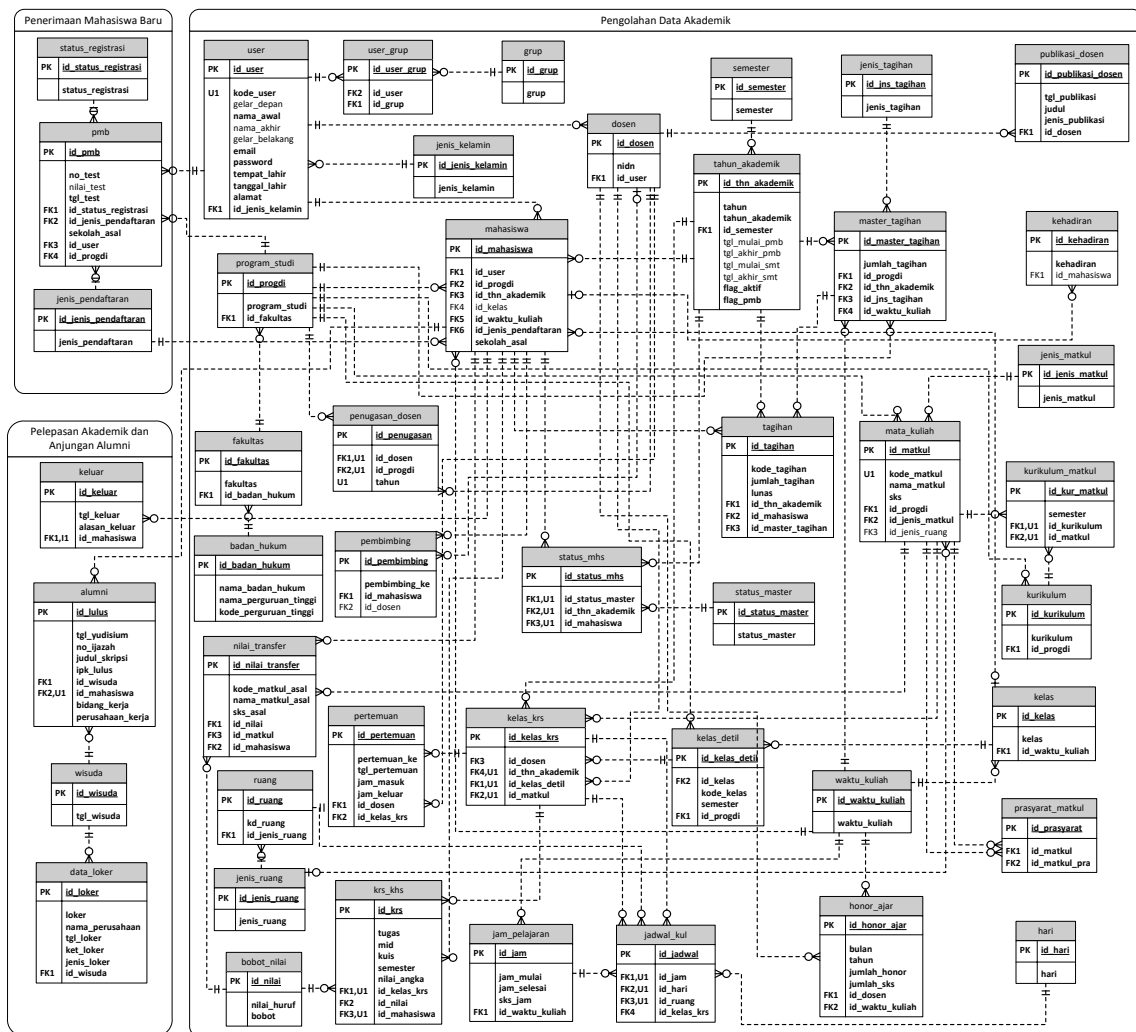 Penerimaan Mahasiswa Baru
status_registrasi
PK id_status_registrasi
status_registrasi
pmb
PK id_pmb
no_test
nilai_test
tgl_test
FK1 id_status_registrasi
FK2 id_jenis_pendaftaran
sekolah_asal
FK3 id_user
FK4 id_progdi
jenis_pendaftaran
PK id_jenis_pendaftaran
jenis_pendaftaran
Pelepasan Akademik dan
Anjungan Alumni
keluar
PK id_keluar
tgl_keluar
alasan_keluar
FK1,I1 id_mahasiswa
alumni
PK id_lulus
tgl_yudisium
no_ijazah
judul_skripsi
ipk_lulus
FK1 id_wisuda
FK2,U1 id_mahasiswa
bidang_kerja
perusahaan_kerja
wisuda
PK id_wisuda
tgl_wisuda
data_loker
PK id_loker
loker
nama_perusahaan
tgl_loker
ket_loker
jenis_loker
FK1 id_wisuda
Pengolahan Data Akademik
user
PK id_user
U1 kode_user
gelar_depan
nama_awal
nama_akhir
gelar_belakang
email
password
tempat_lahir
tanggal_lahir
alamat
FK1 id_jenis_kelamin
user_grup
PK id_user_grup
FK2 id_user
FK1 id_grup
grup
PK id_grup
grup
jenis_kelamin
PK id_jenis_kelamin
jenis_kelamin
dosen
PK id_dosen
nidn
FK1 id_user
semester
PK id_semester
semester
jenis_tagihan
PK id_jns_tagihan
jenis_tagihan
publikasi_dosen
PK id_publikasi_dosen
tgl_publikasi
judul
jenis_publikasi
FK1 id_dosen
tahun_akademik
PK id_thn_akademik
tahun
tahun_akademik
FK1 id_semester
tgl_mulai_pmb
tgl_akhir_pmb
tgl_mulai_smt
tgl_akhir_smt
flag_aktif
flag_pmb
master_tagihan
PK id_master_tagihan
jumlah_tagihan
FK1 id_progdi
FK2 id_thn_akademik
FK3 id_jns_tagihan
FK4 id_waktu_kuliah
kehadiran
PK id_kehadiran
kehadiran
FK1 id_mahasiswa
program_studi
PK id_progdi
program_studi
FK1 id_fakultas
mahasiswa
PK id_mahasiswa
FK1 id_user
FK2 id_progdi
FK3 id_thn_akademik
FK4 id_kelas
FK5 id_waktu_kuliah
FK6 id_jenis_pendaftaran
sekolah_asal
jenis_matkul
PK id_jenis_matkul
jenis_matkul
fakultas
PK id_fakultas
fakultas
FK1 id_badan_hukum
penugasan_dosen
PK id_penugasan
FK1,U1 id_dosen
FK2,U1 id_progdi
U1 tahun
tagihan
PK id_tagihan
kode_tagihan
jumlah_tagihan
lunas
FK1 id_thn_akademik
FK2 id_mahasiswa
FK3 id_master_tagihan
mata_kuliah
PK id_matkul
U1 kode_matkul
nama_matkul
sks
FK1 id_progdi
FK2 id_jenis_matkul
FK3 id_jenis_ruang
kurikulum_matkul
PK id_kur_matkul
semester
FK1,U1 id_kurikulum
FK2,U1 id_matkul
badan_hukum
PK id_badan_hukum
nama_badan_hukum
nama_perguruan_tinggi
kode_perguruan_tinggi
pembimbing
PK id_pembimbing
pembimbing_ke
FK1 id_mahasiswa
FK2 id_dosen
status_mhs
PK id_status_mhs
FK1,U1 id_status_master
FK2,U1 id_thn_akademik
FK3,U1 id_mahasiswa
status_master
PK id_status_master
status_master
kurikulum
PK id_kurikulum
kurikulum
FK1 id_progdi
nilai_transfer
PK id_nilai_transfer
kode_matkul_asal
nama_matkul_asal
sks_asal
FK1 id_nilai
FK3 id_matkul
FK2 id_mahasiswa
pertemuan
PK id_pertemuan
pertemuan_ke
tgl_pertemuan
jam_masuk
jam_keluar
FK1 id_dosen
FK2 id_kelas_krs
kelas_krs
PK id_kelas_krs
FK3 id_dosen
FK4,U1 id_thn_akademik
FK1,U1 id_kelas_detil
FK2,U1 id_matkul
kelas_detil
PK id_kelas_detil
FK2 id_kelas
kode_kelas
semester
FK1 id_progdi
kelas
PK id_kelas
kelas
FK1 id_waktu_kuliah
waktu_kuliah
PK id_waktu_kuliah
waktu_kuliah
prasyarat_matkul
PK id_prasyarat
FK1 id_matkul
FK2 id_matkul_pra
ruang
PK id_ruang
kd_ruang
FK1 id_jenis_ruang
jenis_ruang
PK id_jenis_ruang
jenis_ruang
bobot_nilai
PK id_nilai
nilai_huruf
bobot
krs_khs
PK id_krs
tugas
mid
kuis
semester
nilai_angka
FK1,U1 id_kelas_krs
FK2 id_nilai
FK3,U1 id_mahasiswa
jam_pelajaran
PK id_jam
jam_mulai
jam_selesai
sks_jam
FK1 id_waktu_kuliah
jadwal_kul
PK id_jadwal
FK1,U1 id_jam
FK2,U1 id_hari
FK3,U1 id_ruang
FK4 id_kelas_krs
honor_ajar
PK id_honor_ajar
bulan
tahun
jumlah_honor
jumlah_sks
FK1 id_dosen
FK2 id_waktu_kuliah
hari
PK id_hari
hari